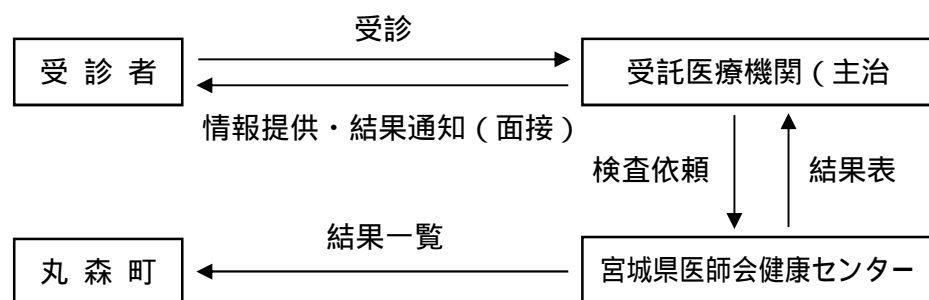 受診
受 診 者
受託医療機関（主治
情報提供・結果通知（面接）
検査依頼
結果表
結果一覧
丸 森 町
宮城県医師会健康センター